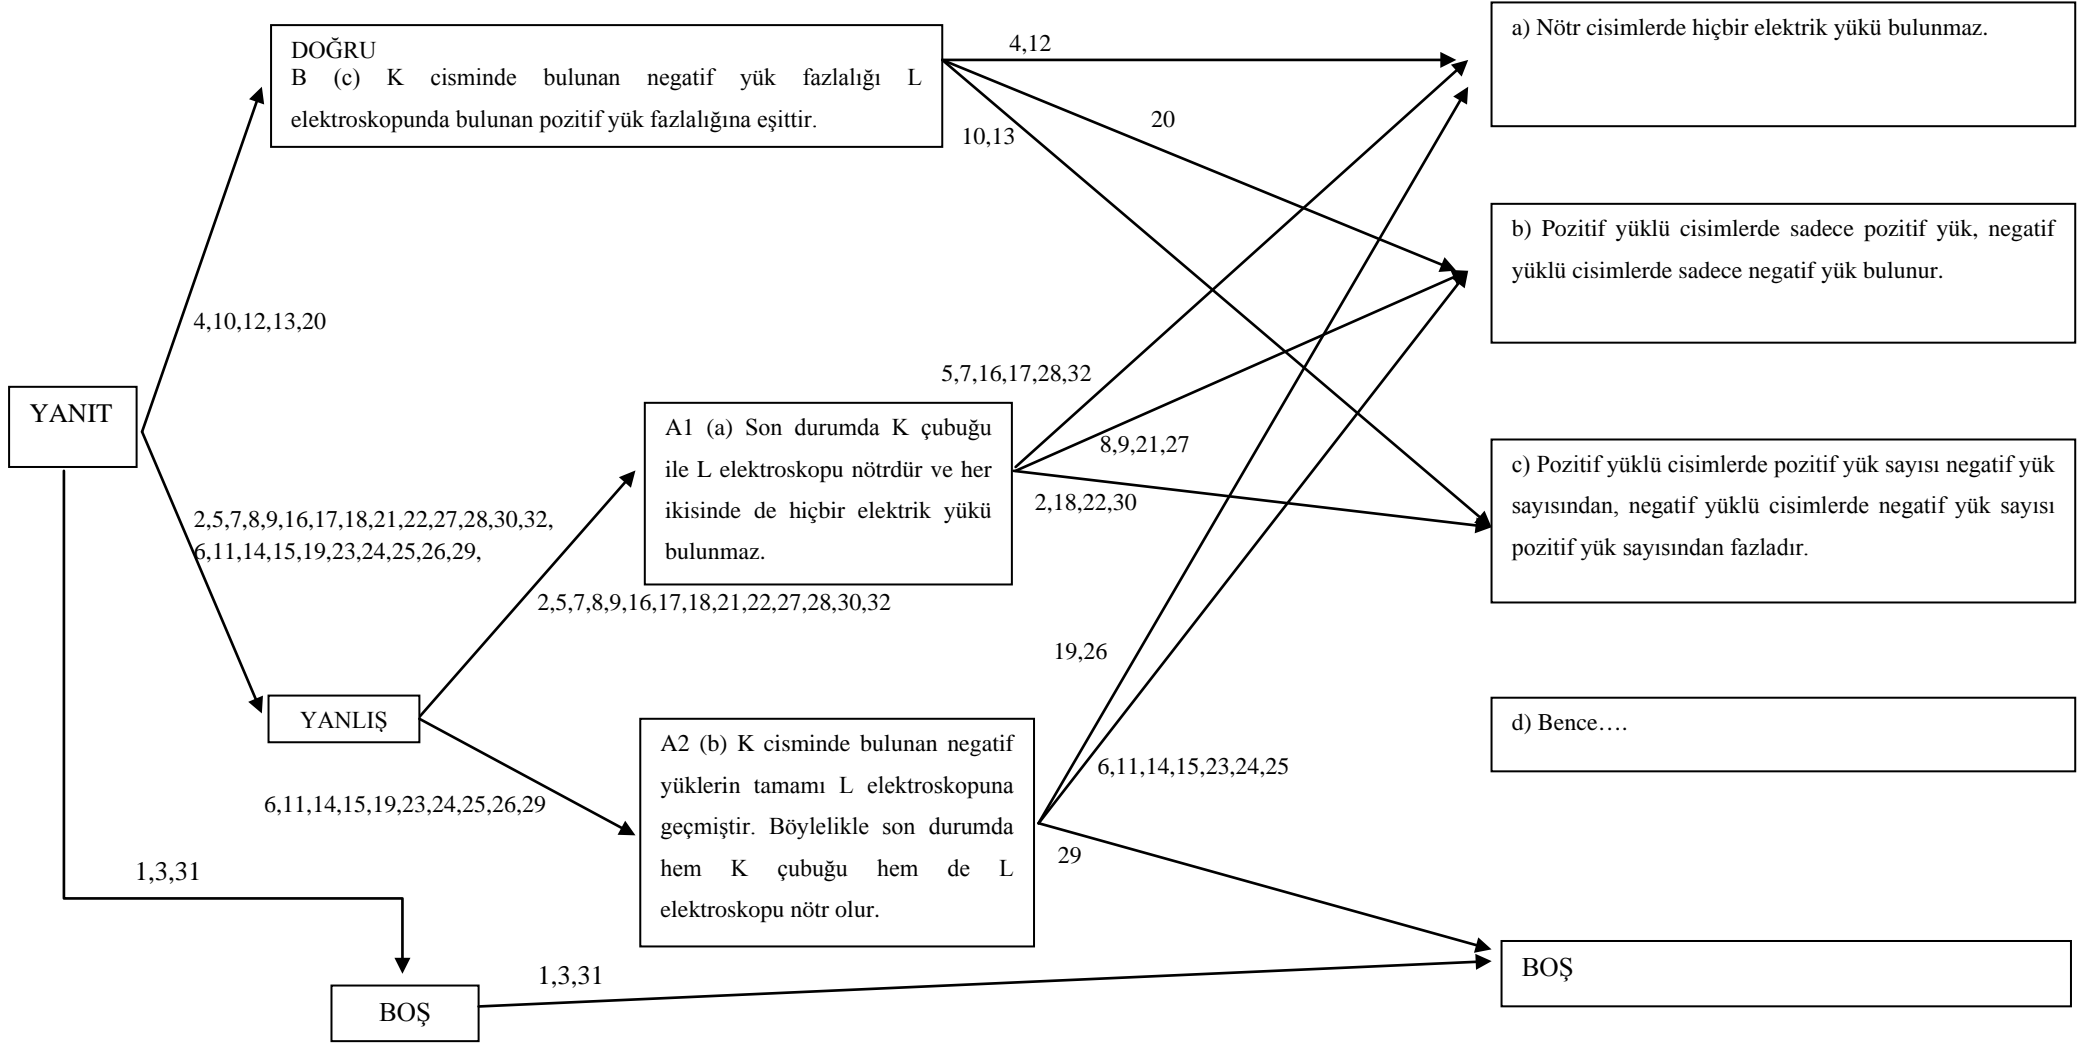 DOĞRU
B (c) K cisminde bulunan negatif yük fazlalığı L
elektroskopunda bulunan pozitif yük fazlalığına eşittir.
4,12
20
10,13
a) Nötr cisimlerde hiçbir elektrik yükü bulunmaz.
b) Pozitif yüklü cisimlerde sadece pozitif yük, negatif
yüklü cisimlerde sadece negatif yük bulunur.
4,10,12,13,20
YANIT
5,7,16,17,28,32
A1 (a) Son durumda K çubuğu
ile L elektroskopu nötrdür ve her
ikisinde de hiçbir elektrik yükü
bulunmaz.
8,9,21,27
2,18,22,30
c) Pozitif yüklü cisimlerde pozitif yük sayısı negatif yük
sayısından, negatif yüklü cisimlerde negatif yük sayısı
pozitif yük sayısından fazladır.
2,5,7,8,9,16,17,18,21,22,27,28,30,32,
6,11,14,15,19,23,24,25,26,29,
2,5,7,8,9,16,17,18,21,22,27,28,30,32
19,26
YANLIŞ
d) Bence….
A2 (b) K cisminde bulunan negatif
yüklerin tamamı L elektroskopuna
geçmiştir. Böylelikle son durumda
hem K çubuğu hem de L
elektroskopu nötr olur.
6,11,14,15,23,24,25
6,11,14,15,19,23,24,25,26,29
29
1,3,31
1,3,31
BOŞ
BOŞ